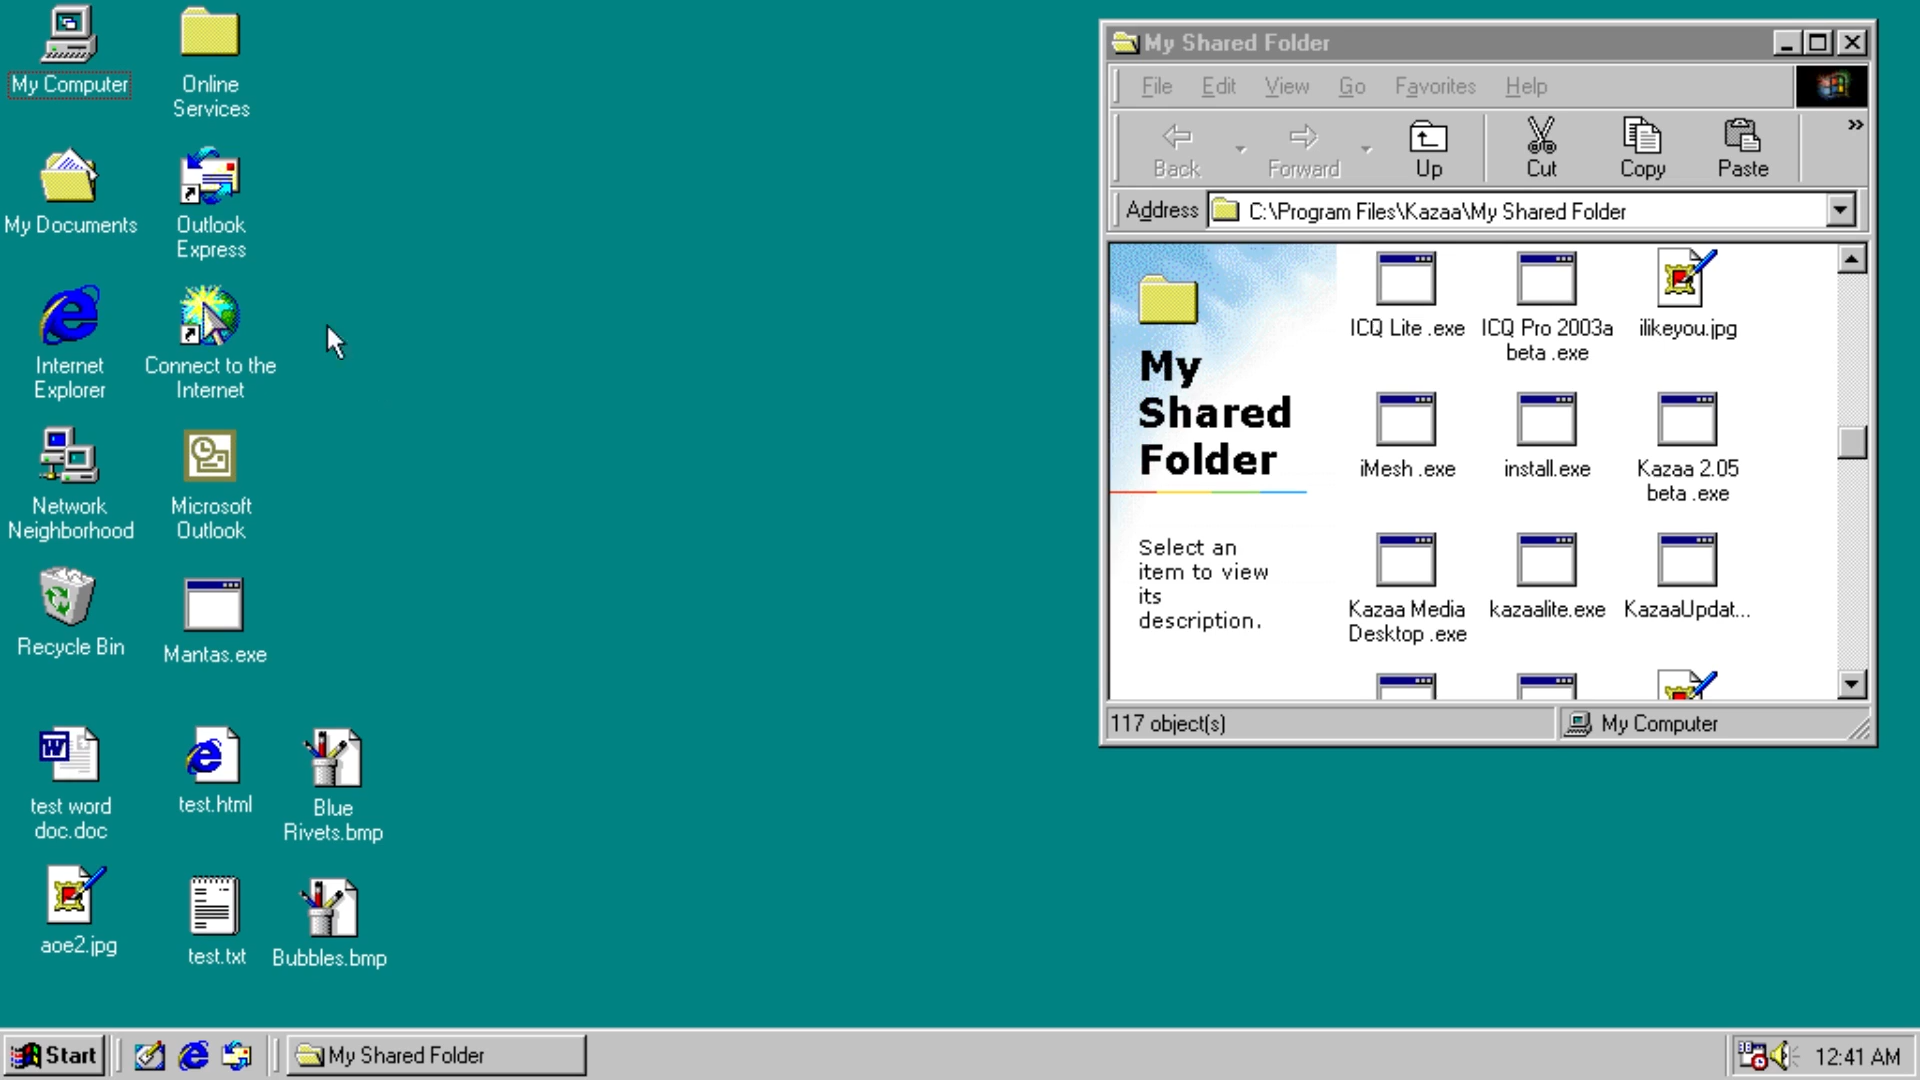 My Computer
Online
Services
My Documents
Outlook
Express
Internet
Explorer
Connect to the
Internet
Network
Neighborhood
Microsoft
Outlook
Recycle Bin
Mantas.exe
test word
doc.doc
test.html
Blue
Rivets.bmp
aoe2.jpg
test.txt
Bubbles.bmp
My Shared Folder
File Edit View Go Favorites Help
Back Forward Up Cut Copy Paste »
Address C:\Program Files\Kazaa\My Shared Folder
My
Shared
Folder
Select an
item to view
its
description.
ICQ Lite .exe
ICQ Pro 2003a
beta .exe
ilikeyou.jpg
iMesh .exe
install.exe
Kazaa 2.05
beta .exe
Kazaa Media
Desktop .exe
kazaalite.exe
KazaaUpdat...
117 object(s)
My Computer
Start
My Shared Folder
12:41 AM